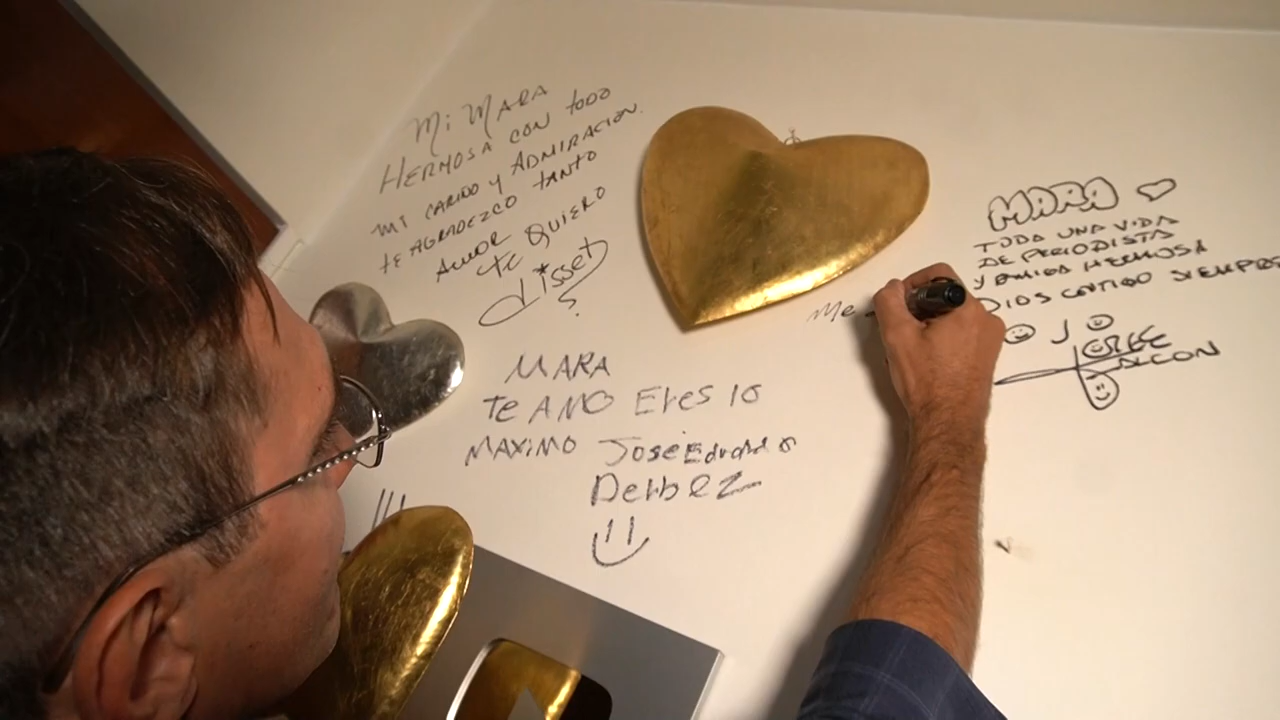 Mi MARA
HERMOSA CON TODO
MI CARIÑO Y ADMIRACION.
TE AGRADEZCO TANTO
AMOR TE QUIERO
Lisset
MARA
TE AMO Eres lo
MAXIMO José Eduardo
Derbez
Me
MARA
TODA UNA VIDA
DE PERIODISTA
Y AMIGA HERMOSA
DIOS CONTIGO SIEMPRE
JORGE
FALCON